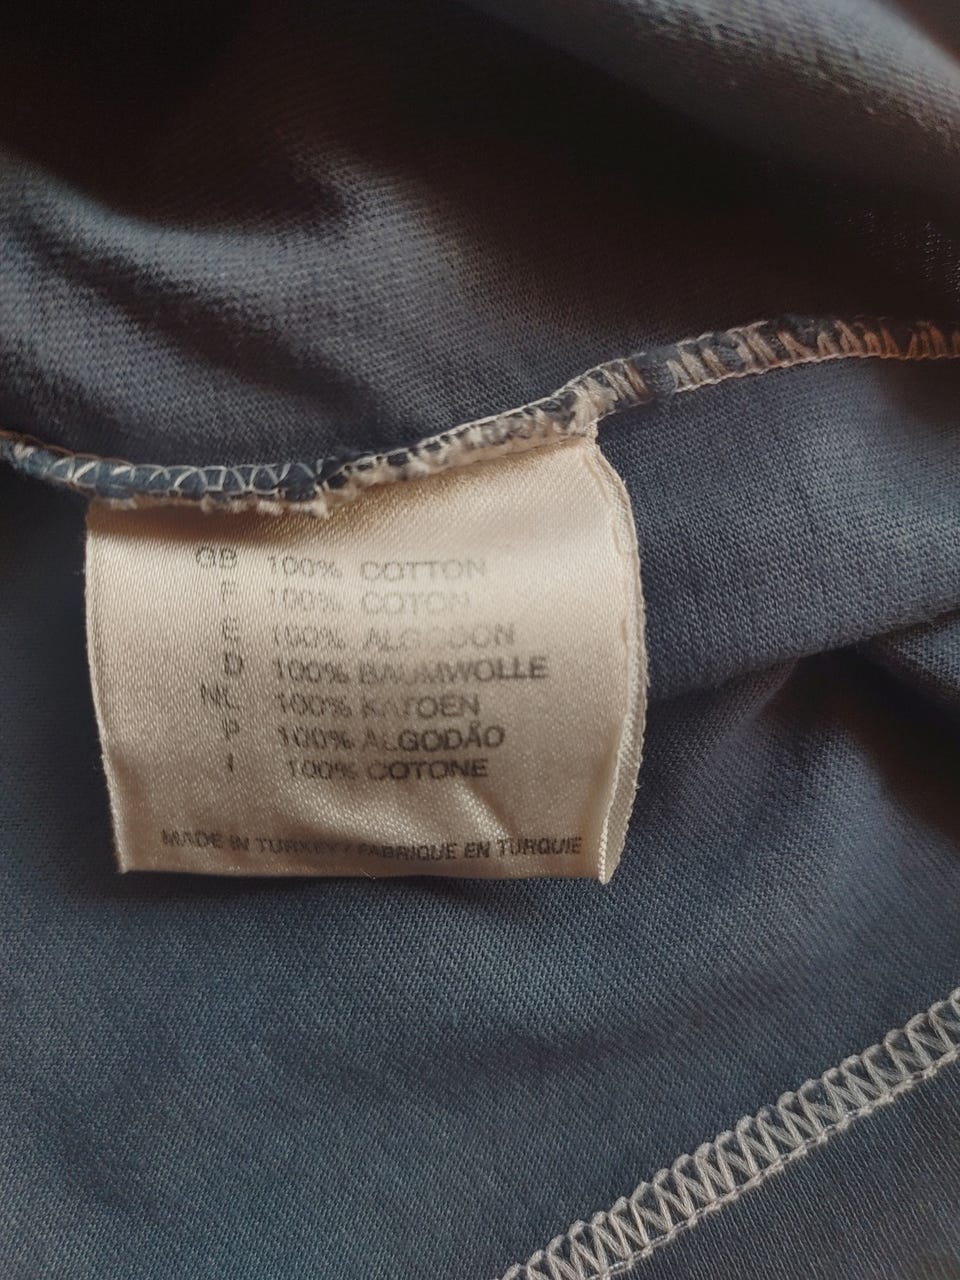 GB 100% COTTON
F 100% COTON
E 100% ALGODON
D 100% BAUMWOLLE
NL 100% KATOEN
P 100% ALGODÃO
I 100% COTONE
MADE IN TURKEY / FABRIQUE EN TURQUIE